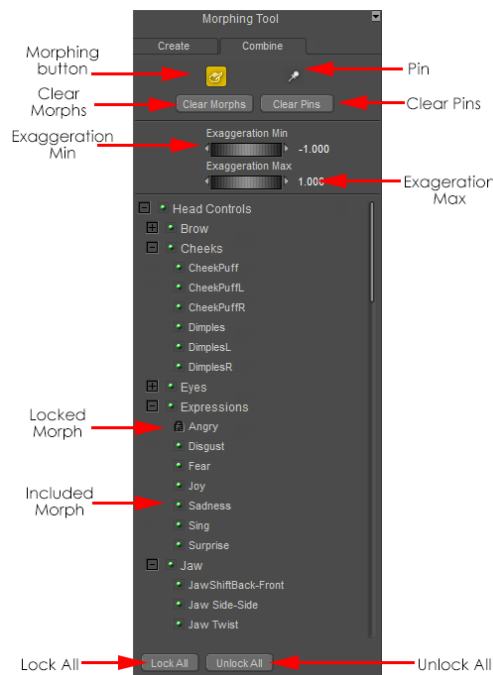 Morphing Tool
Create Combine
Morphing button
Pin
Clear Morphs
Clear Morphs Clear Pins
Clear Pins
Exaggeration Min
Exaggeration Min
-1.000
Exaggeration Max
1.000
Exageration Max
Head Controls
Brow
Cheeks
CheekPuff
CheekPuffL
CheekPuffR
Dimples
DimplesL
DimplesR
Eyes
Expressions
Locked Morph
Angry
Disgust
Fear
Joy
Included Morph
Sadness
Sing
Surprise
Jaw
JawShiftBack-Front
Jaw Side-Side
Jaw Twist
Lock All
Lock All Unlock All
Unlock All